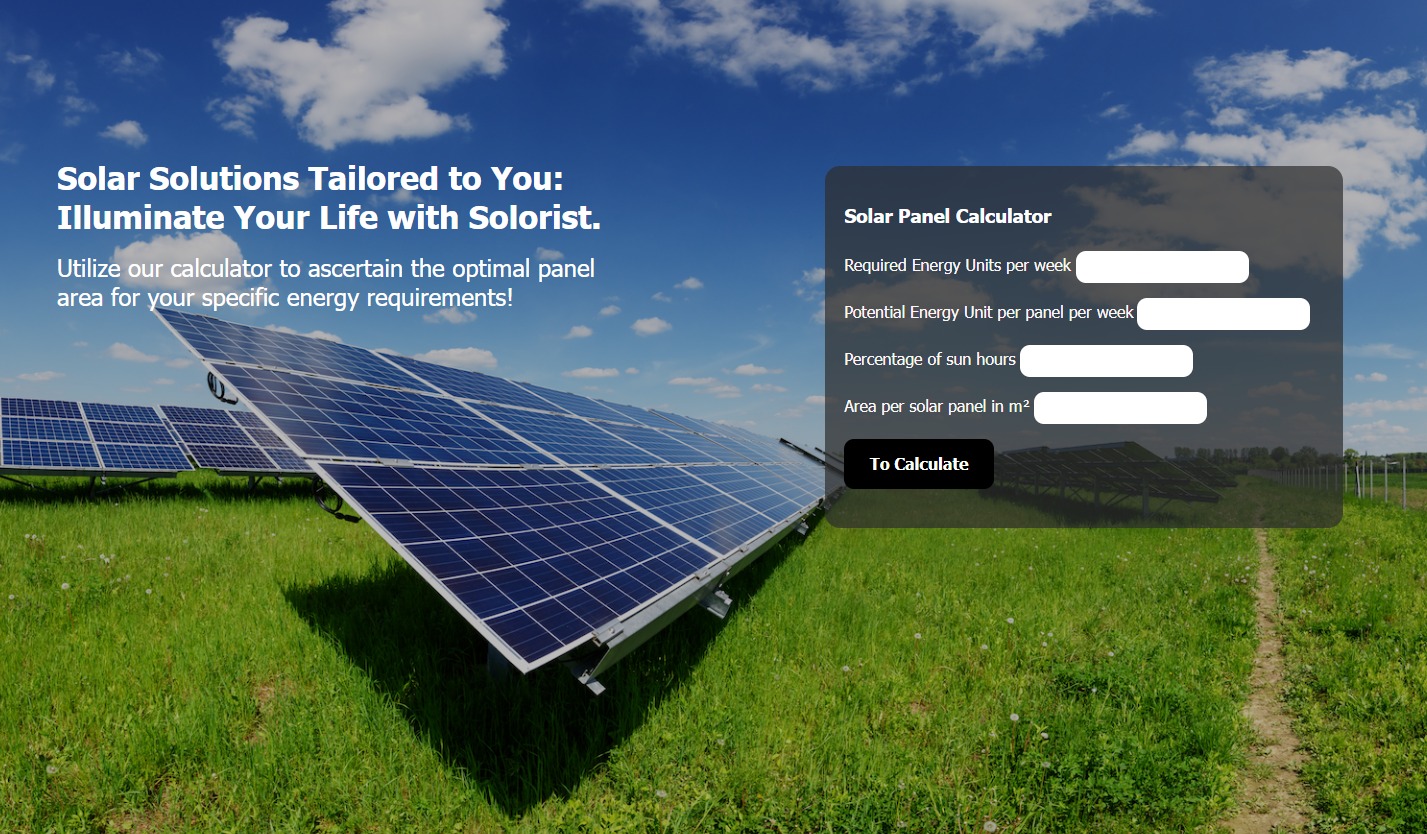 Solar Solutions Tailored to You:
Illuminate Your Life with Solorist.
Utilize our calculator to ascertain the optimal panel
area for your specific energy requirements!
Solar Panel Calculator
Required Energy Units per week
Potential Energy Unit per panel per week
Percentage of sun hours
Area per solar panel in m²
To Calculate